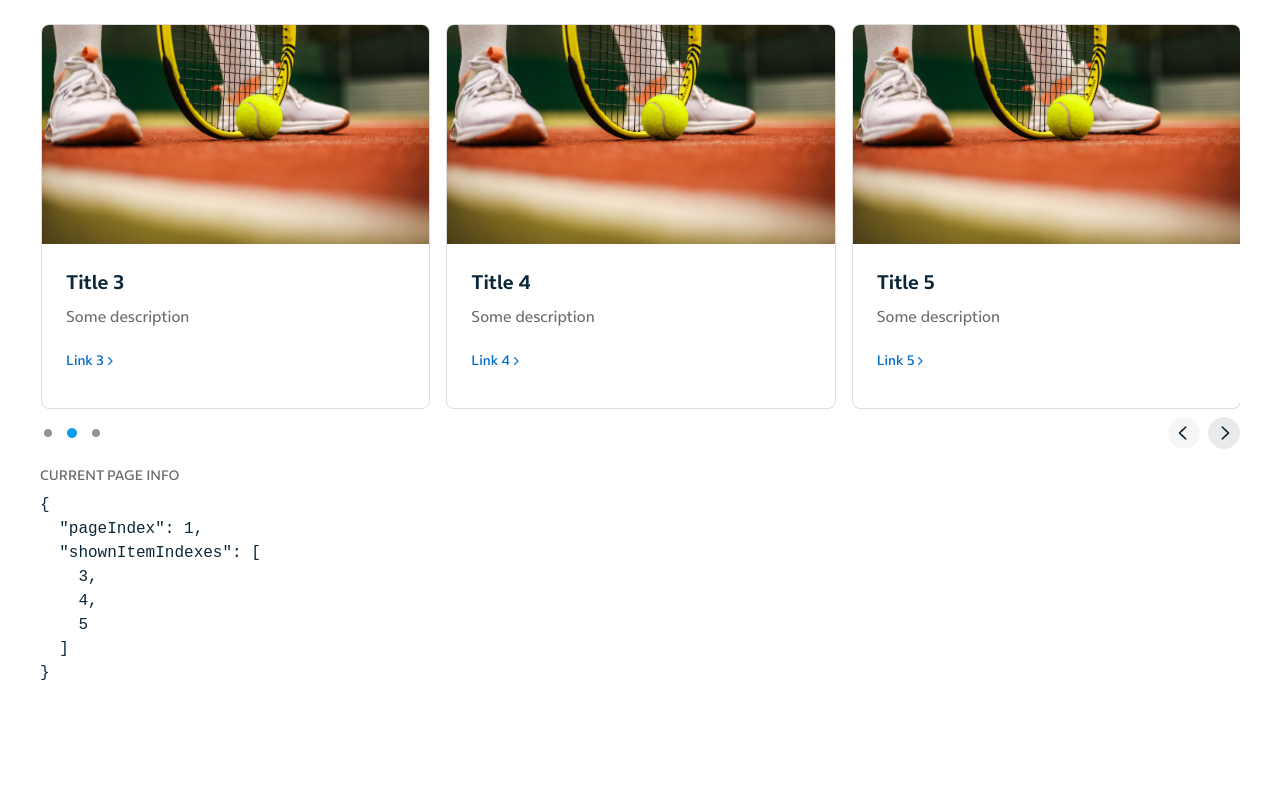 Title 3
Some description
Link 3
Title 4
Some description
Link 4
Title 5
Some description
Link 5
CURRENT PAGE INFO
{
  "pageIndex": 1,
  "shownItemIndexes": [
    3,
    4,
    5
  ]
}